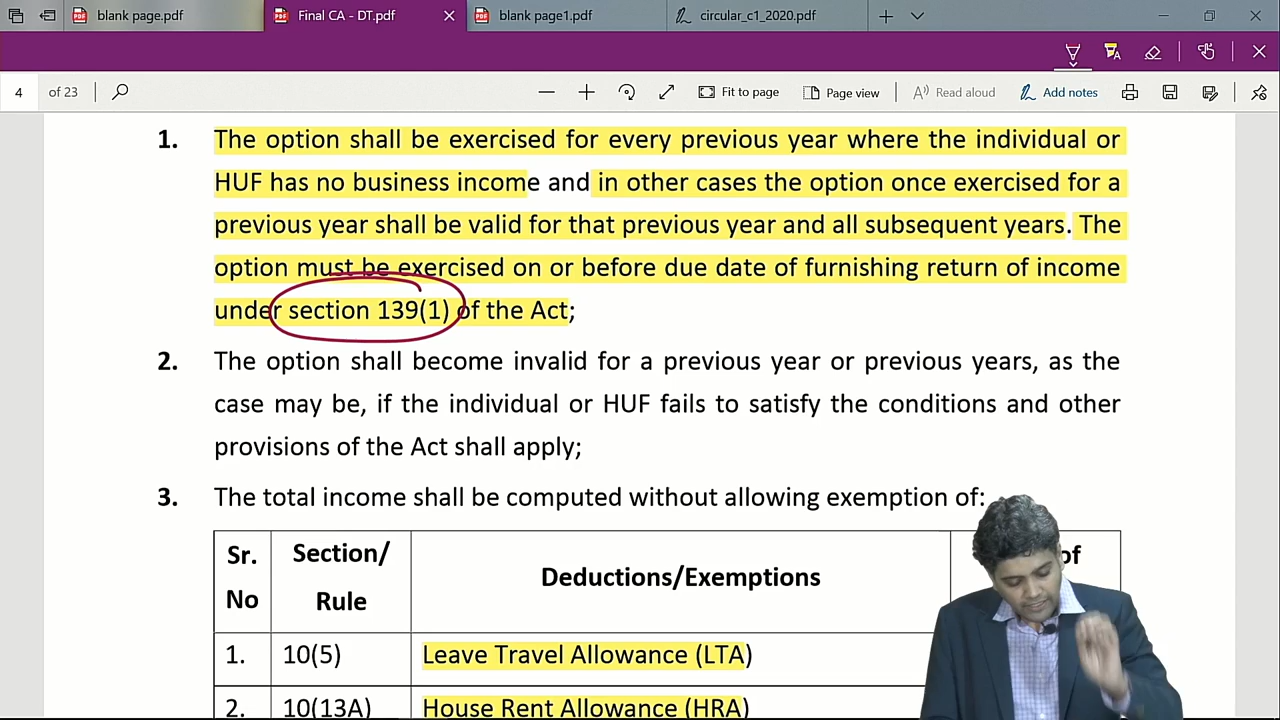 blank page.pdf
Final CA - DT.pdf
blank page1.pdf
circular_c1_2020.pdf
4 of 23
Fit to page
Page view
Read aloud
Add notes
1. The option shall be exercised for every previous year where the individual or
HUF has no business income and in other cases the option once exercised for a
previous year shall be valid for that previous year and all subsequent years. The
option must be exercised on or before due date of furnishing return of income
under section 139(1) of the Act;
2. The option shall become invalid for a previous year or previous years, as the
case may be, if the individual or HUF fails to satisfy the conditions and other
provisions of the Act shall apply;
3. The total income shall be computed without allowing exemption of:
Sr. No
Section/ Rule
Deductions/Exemptions
of
1. 10(5) Leave Travel Allowance (LTA)
2. 10(13A) House Rent Allowance (HRA)